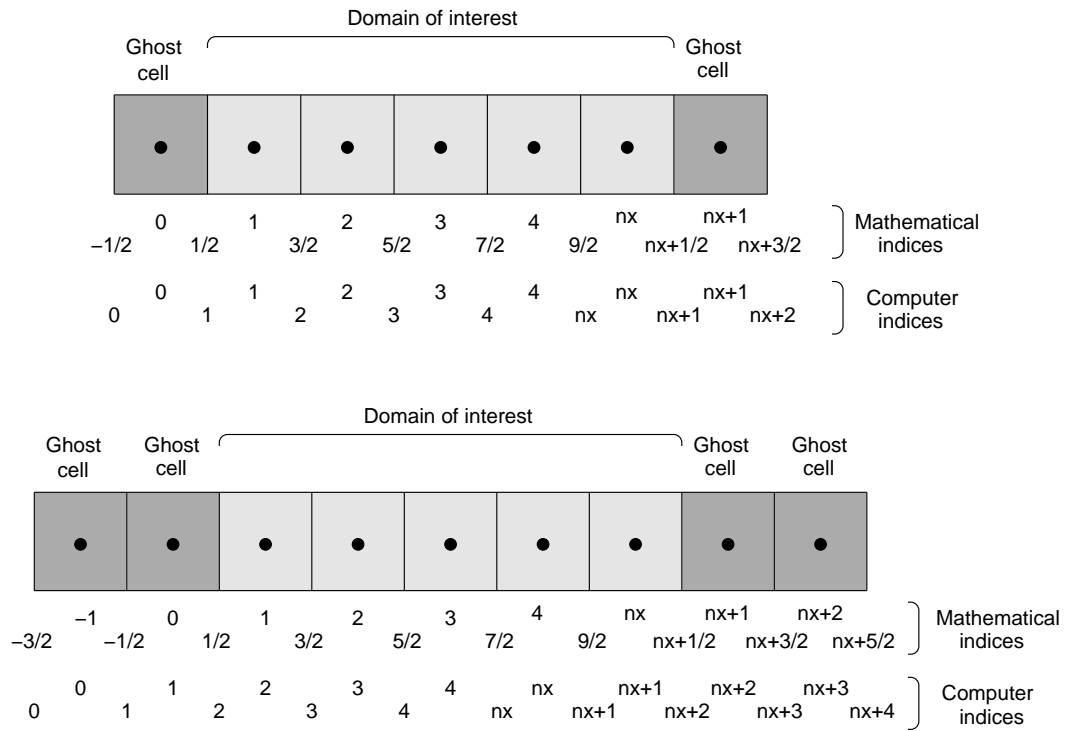 Domain of interest
Ghost cell
Ghost cell
0 1 2 3 4 nx nx+1
−1/2 1/2 3/2 5/2 7/2 9/2 nx+1/2 nx+3/2
Mathematical indices
0 1 2 3 4 nx nx+1
0 1 2 3 4 nx nx+1 nx+2
Computer indices
Domain of interest
Ghost cell
Ghost cell
Ghost cell
Ghost cell
−1 0 1 2 3 4 nx nx+1 nx+2
−3/2 −1/2 1/2 3/2 5/2 7/2 9/2 nx+1/2 nx+3/2 nx+5/2
Mathematical indices
0 1 2 3 4 nx nx+1 nx+2 nx+3
0 1 2 3 4 nx nx+1 nx+2 nx+3 nx+4
Computer indices